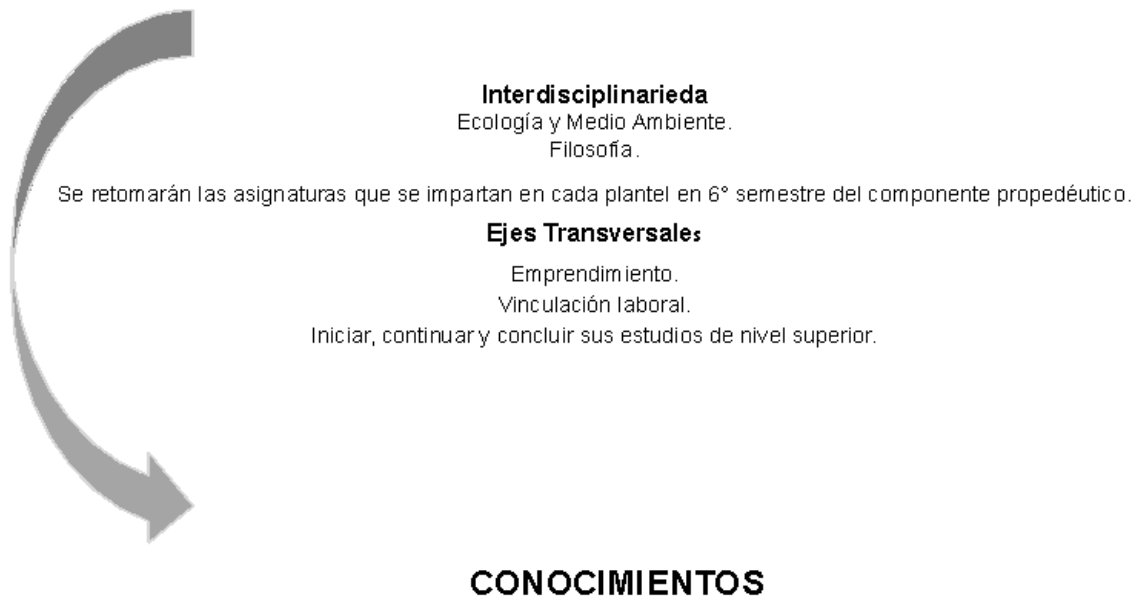 Interdisciplinarieda
Ecología y Medio Ambiente.
Filosofía.
Se retomarán las asignaturas que se impartan en cada plantel en 6° semestre del componente propedéutico.
Ejes Transversales
Emprendimiento.
Vinculación laboral.
Iniciar, continuar y concluir sus estudios de nivel superior.
CONOCIMIENTOS